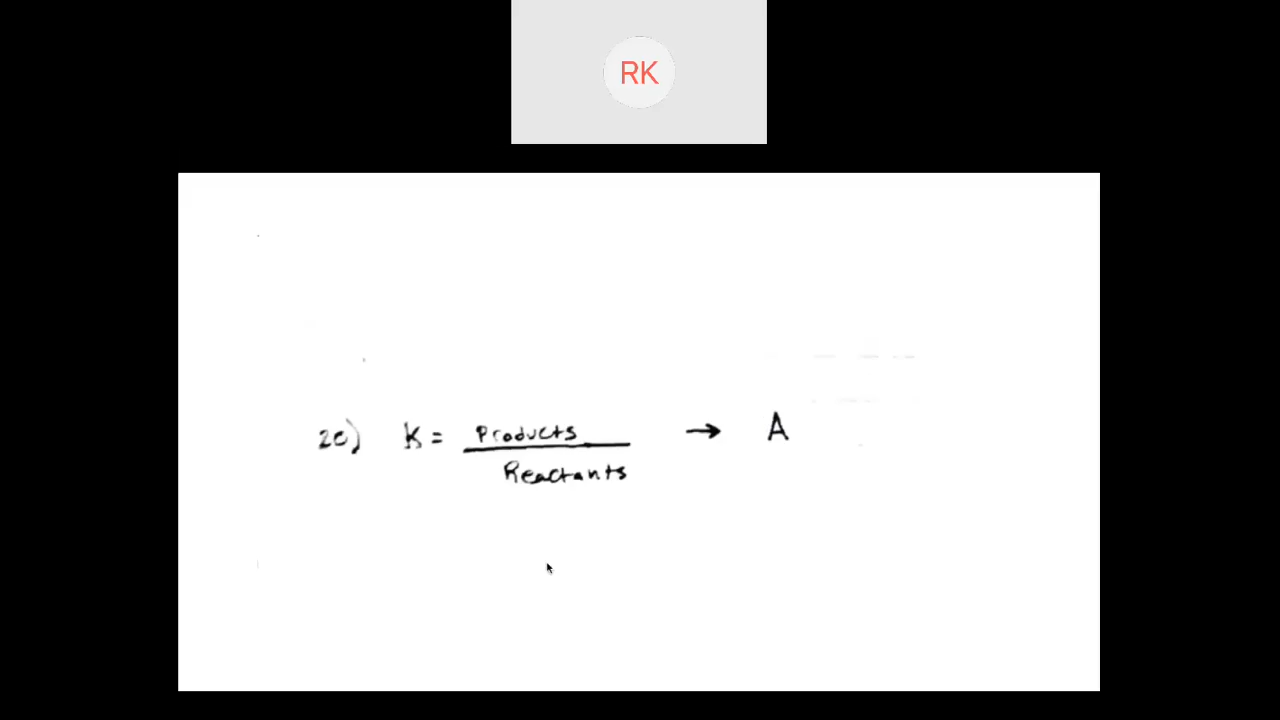 RK
20) K = Products → A
Reactants